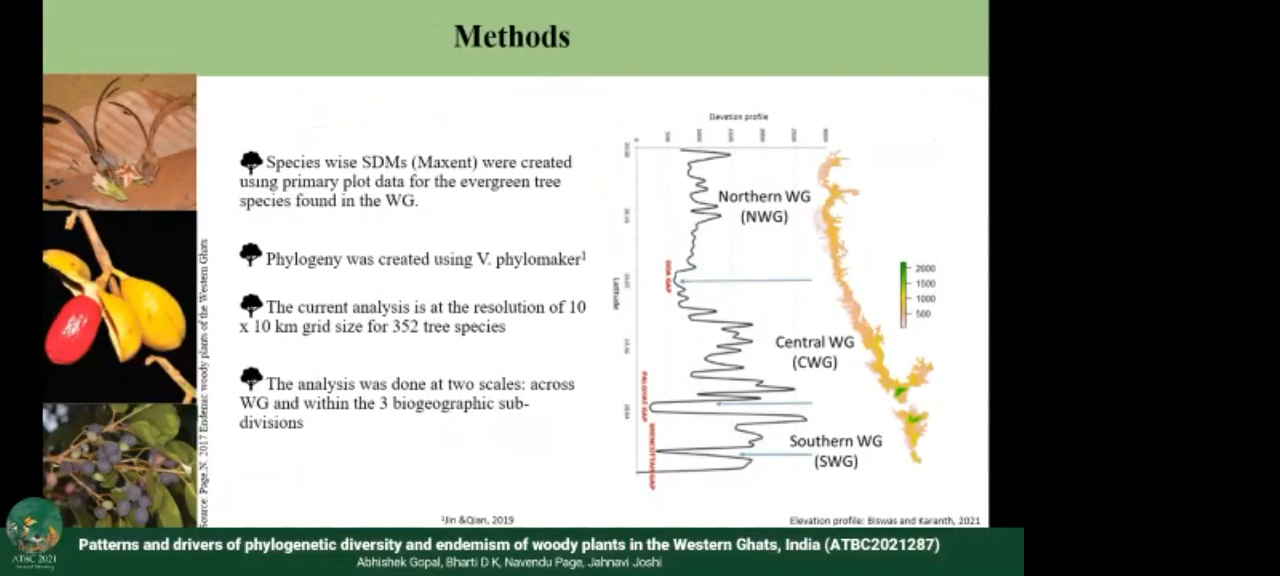 Methods
Species wise SDMs (Maxent) were created
using primary plot data for the evergreen tree
species found in the WG.
Phylogeny was created using V. phylomaker¹
The current analysis is at the resolution of 10
x 10 km grid size for 352 tree species
The analysis was done at two scales: across
WG and within the 3 biogeographic sub-
divisions
Source: Page,N. 2017 Endemic woody plants of the Western Ghats
Elevation profile
Latitude
GOA GAP
PALGHAT GAP
SHENCOTTAH GAP
Northern WG
(NWG)
Central WG
(CWG)
Southern WG
(SWG)
2000
1500
1000
500
¹Jin &Qian, 2019
Elevation profile: Biswas and Karanth, 2021
ATBC 2021
Patterns and drivers of phylogenetic diversity and endemism of woody plants in the Western Ghats, India (ATBC2021287)
Abhishek Gopal, Bharti D K, Navendu Page, Jahnavi Joshi